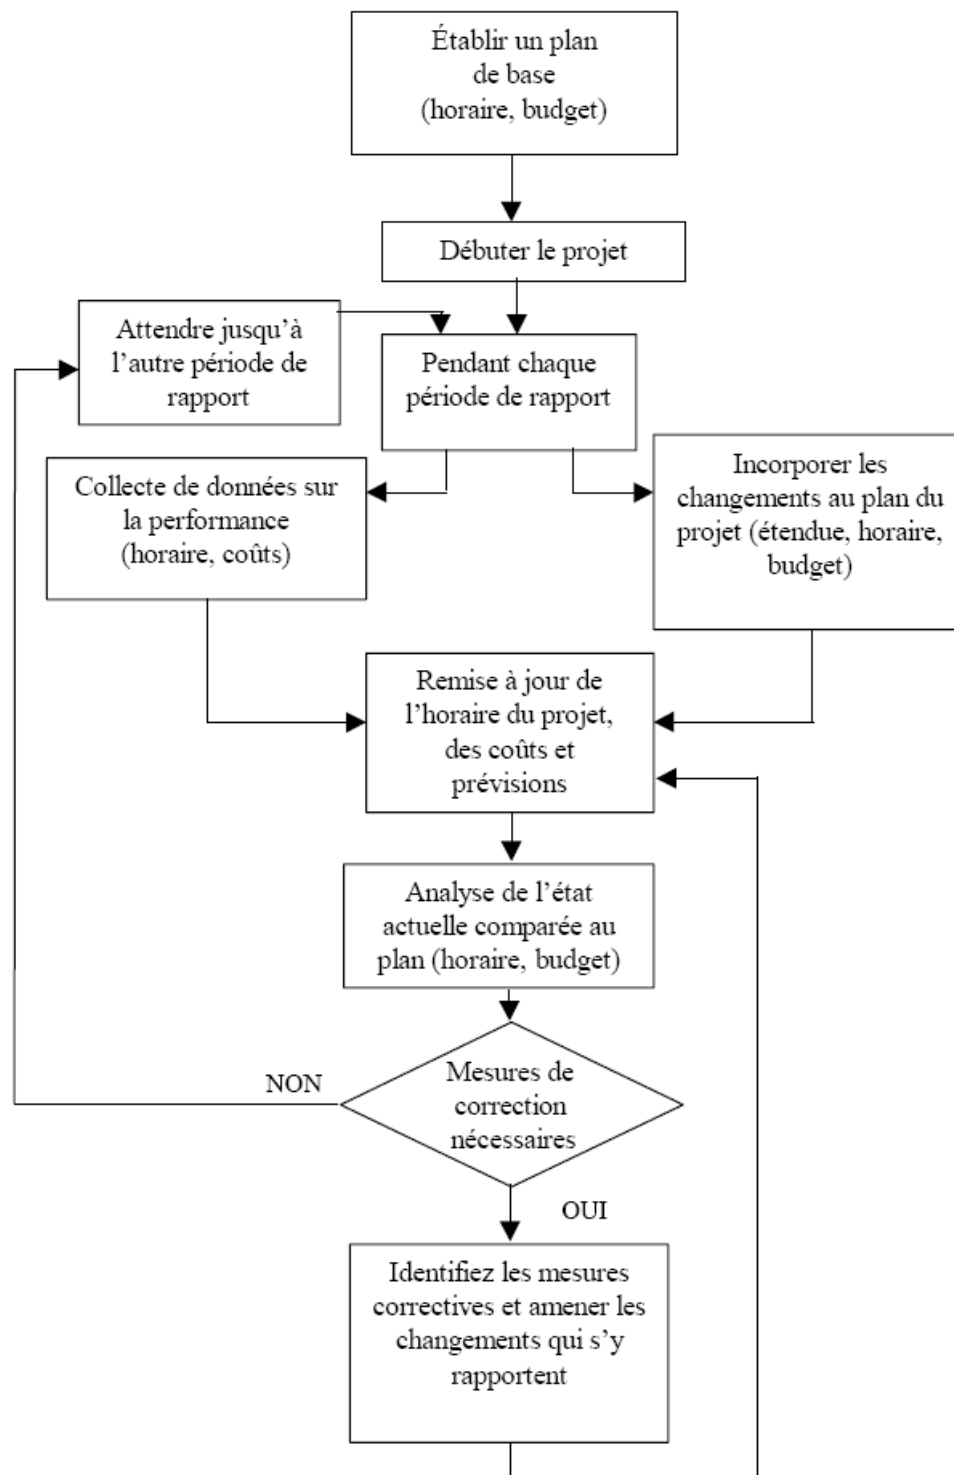 Établir un plan
de base
(horaire, budget)
Débuter le projet
Attendre jusqu’à
l’autre période de
rapport
Pendant chaque
période de rapport
Collecte de données sur
la performance
(horaire, coûts)
Incorporer les
changements au plan du
projet (étendue, horaire,
budget)
Remise à jour de
l’horaire du projet,
des coûts et
prévisions
Analyse de l’état
actuelle comparée au
plan (horaire, budget)
NON
Mesures de
correction
nécessaires
OUI
Identifiez les mesures
correctives et amener les
changements qui s’y
rapportent